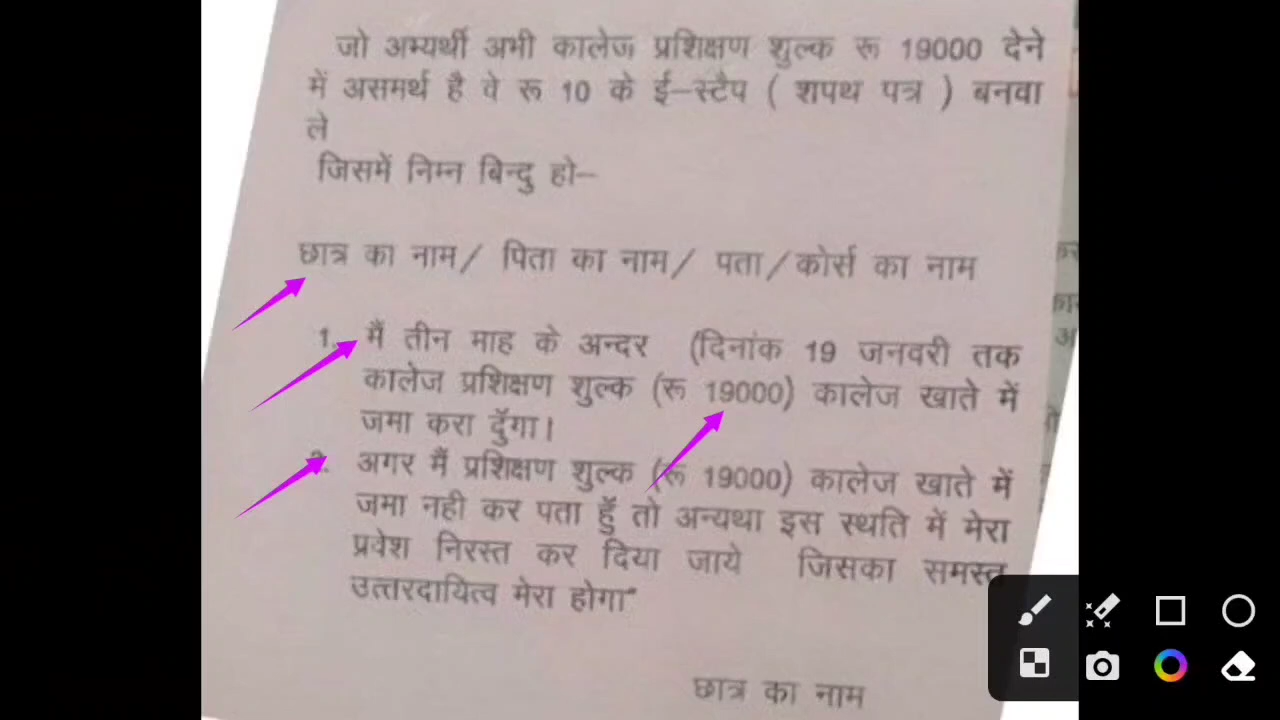 जो अभ्यर्थी अभी कालेज प्रशिक्षण शुल्क रू 19000 देने
में असमर्थ है वे रू 10 के ई–स्टैप ( शपथ पत्र ) बनवा
ले
जिसमें निम्न बिन्दु हो–
छात्र का नाम/ पिता का नाम/ पता/कोर्स का नाम
1. मैं तीन माह के अन्दर (दिनांक 19 जनवरी तक
कालेज प्रशिक्षण शुल्क (रू 19000) कालेज खाते में
जमा करा दुॅंगा।
2. अगर मैं प्रशिक्षण शुल्क (रू 19000) कालेज खाते में
जमा नही कर पता हुॅं तो अन्यथा इस स्थति में मेरा
प्रवेश निरस्त कर दिया जाये जिसका समस्त
उत्तरदायित्व मेरा होगा"
छात्र का नाम